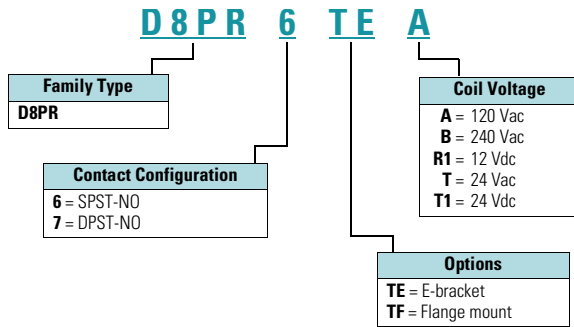 D8PR 6 TE A
Family Type
D8PR
Coil Voltage
A = 120 Vac
B = 240 Vac
R1 = 12 Vdc
T = 24 Vac
T1 = 24 Vdc
Contact Configuration
6 = SPST-NO
7 = DPST-NO
Options
TE = E-bracket
TF = Flange mount